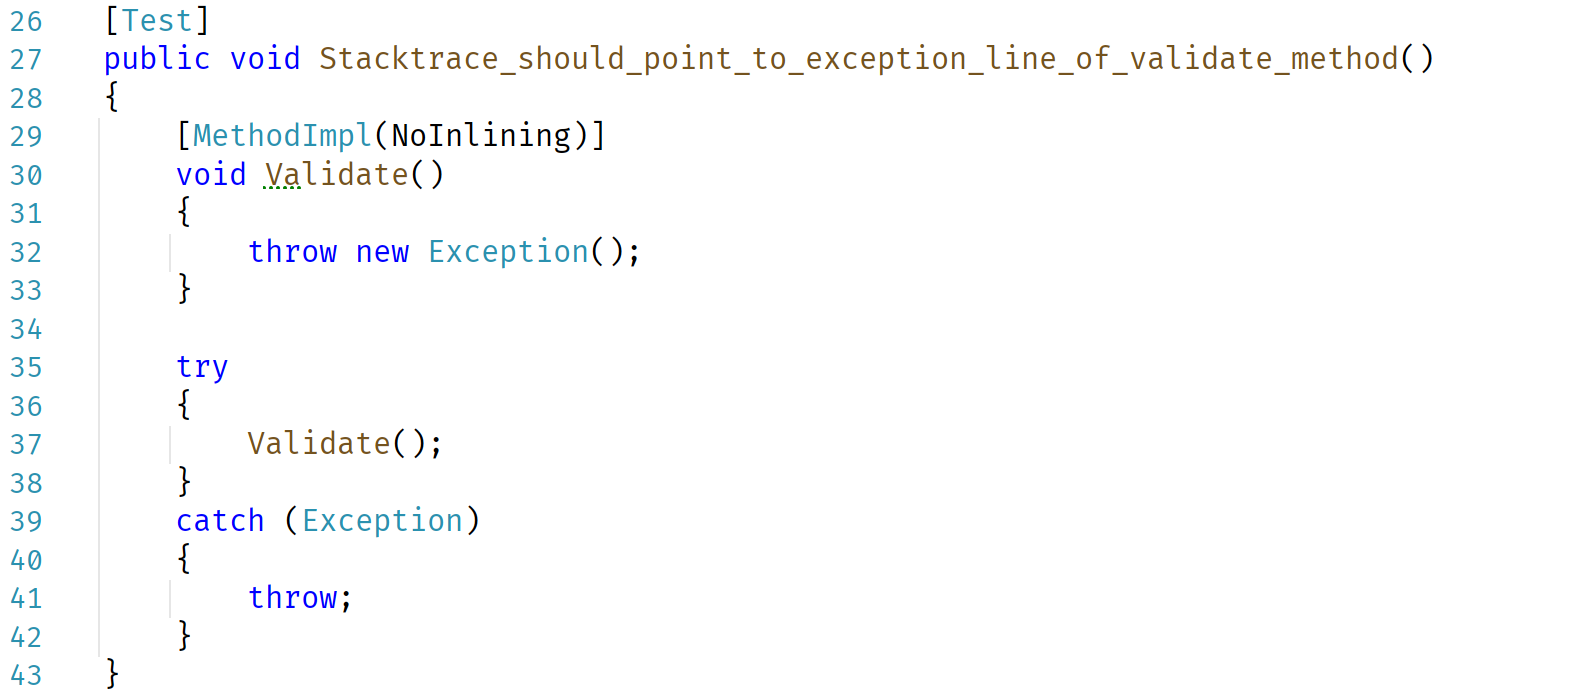 26 [Test]
27 public void Stacktrace_should_point_to_exception_line_of_validate_method()
28 {
29 [MethodImpl(NoInlining)]
30 void Validate()
31 {
32 throw new Exception();
33 }
34
35 try
36 {
37 Validate();
38 }
39 catch (Exception)
40 {
41 throw;
42 }
43 }